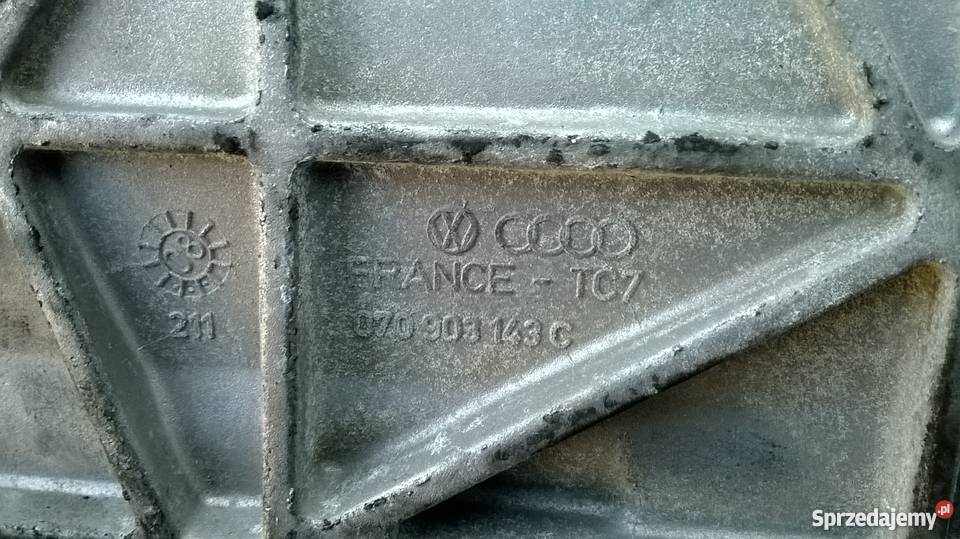 FRANCE - TC7
070 903 143 C
211
Sprzedajemy.pl